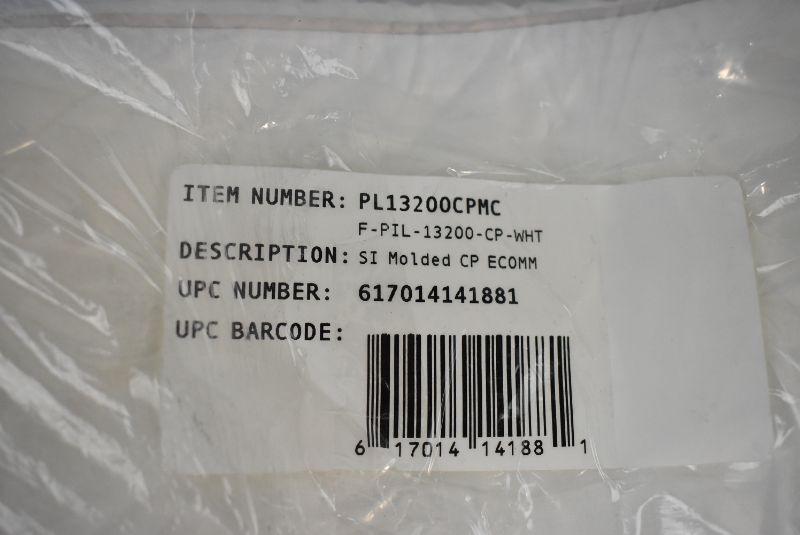 ITEM NUMBER: PL13200CPMC
F-PIL-13200-CP-WHT
DESCRIPTION: SI Molded CP ECOMM
UPC NUMBER: 617014141881
UPC BARCODE:
6 17014 14188 1